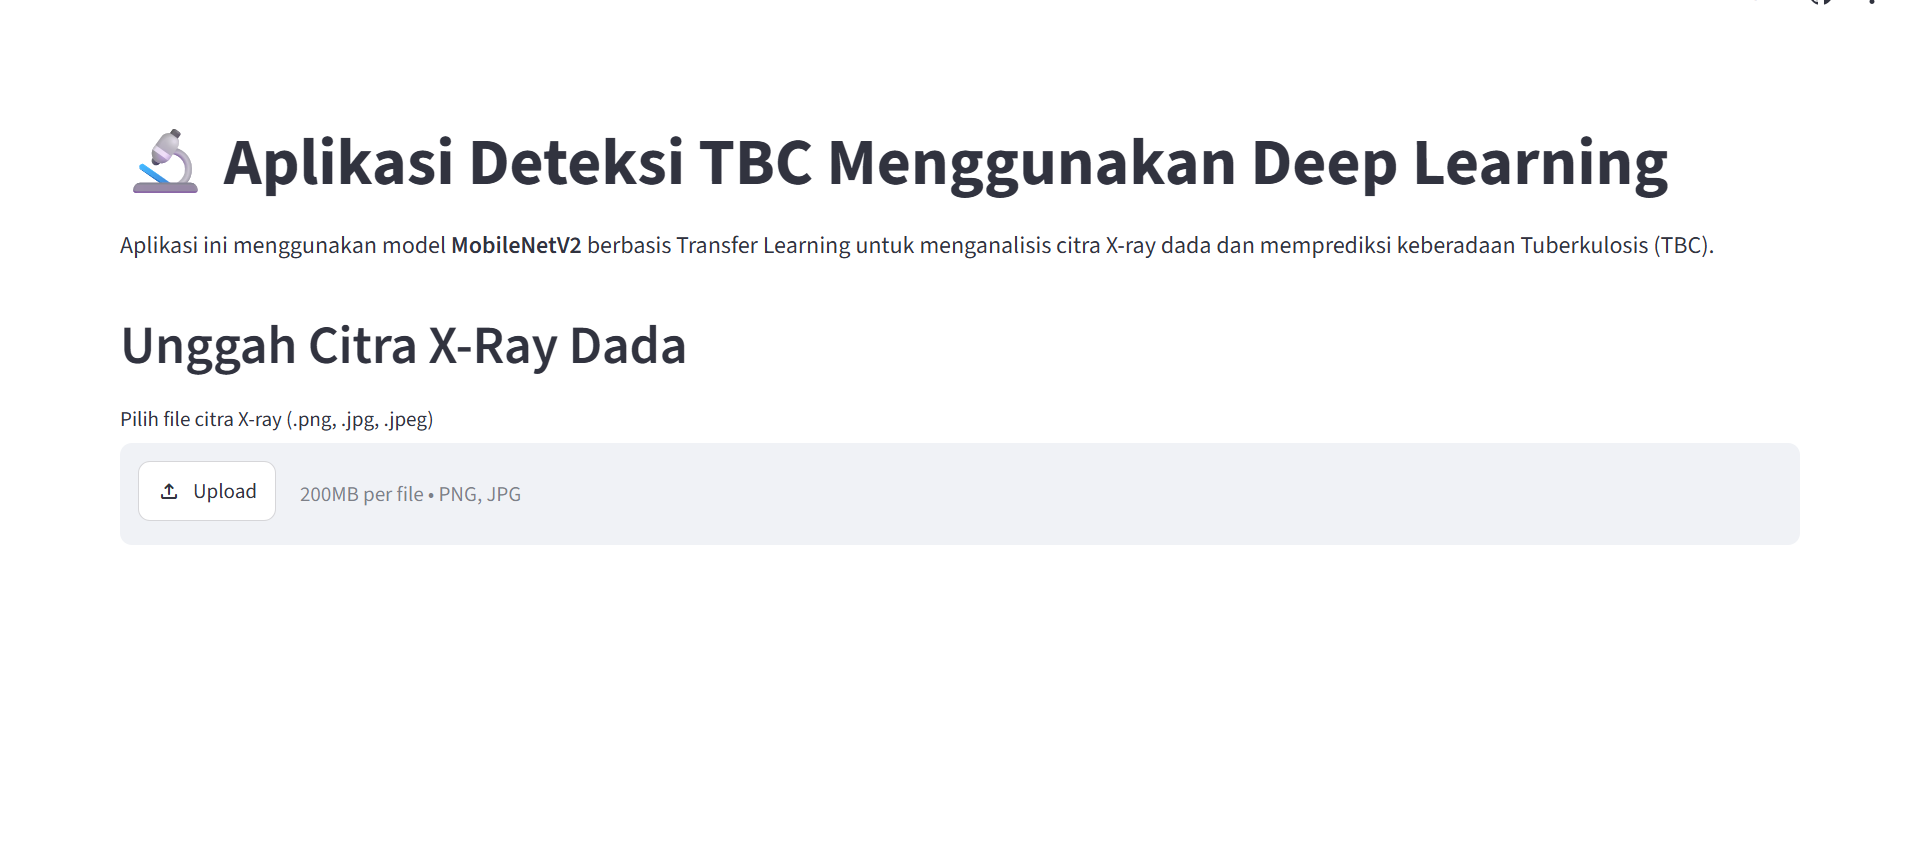 Aplikasi Deteksi TBC Menggunakan Deep Learning
Aplikasi ini menggunakan model MobileNetV2 berbasis Transfer Learning untuk menganalisis citra X-ray dada dan memprediksi keberadaan Tuberkulosis (TBC).
Unggah Citra X-Ray Dada
Pilih file citra X-ray (.png, .jpg, .jpeg)
Upload
200MB per file • PNG, JPG